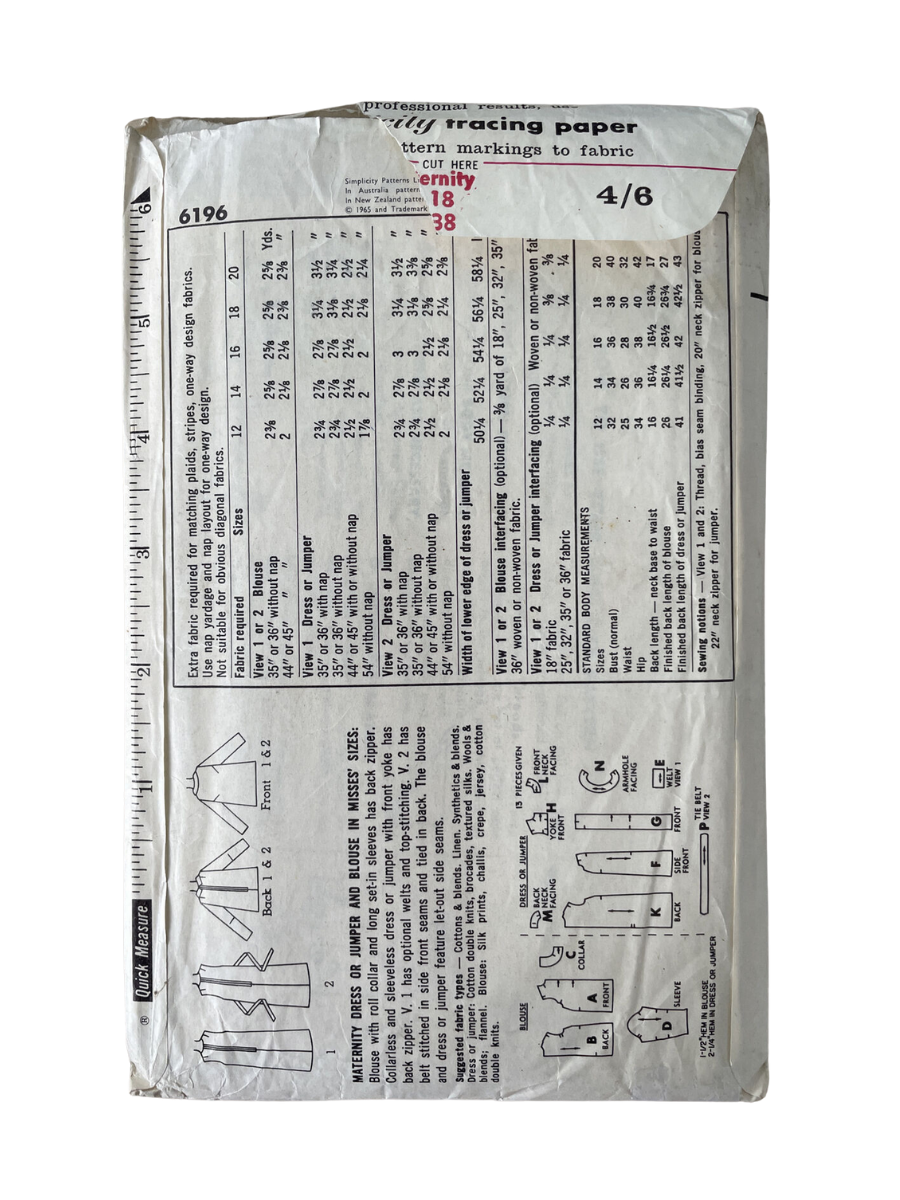 professional results, use
icity tracing paper
ttern markings to fabric
CUT HERE
ernity
18
38
4/6
Simplicity Patterns L
In Australia pattern
In New Zealand patte
© 1965 and Trademark
6196
® Quick Measure 1 2 3 4 5 6
1 2 Back 1 & 2 Front 1 & 2
MATERNITY DRESS OR JUMPER AND BLOUSE IN MISSES' SIZES:
Blouse with roll collar and long set-in sleeves has back zipper.
Collarless and sleeveless dress or jumper with front yoke has
back zipper. V. 1 has optional welts and top-stitching. V. 2 has
belt stitched in side front seams and tied in back. The blouse
and dress or jumper feature let-out side seams.
Suggested fabric types — Cottons & blends. Linen. Synthetics & blends.
Dress or jumper: Cotton double knits, brocades, textured silks. Wools &
blends; flannel. Blouse: Silk prints, challis, crepe, jersey, cotton
double knits.
BLOUSE
B BACK
A FRONT
C COLLAR
D SLEEVE
1-1/2" HEM IN BLOUSE
2-1/4" HEM IN DRESS OR JUMPER
DRESS OR JUMPER 13 PIECES GIVEN
M BACK NECK FACING
H YOKE FRONT
L FRONT NECK FACING
K BACK
F SIDE FRONT
G FRONT
N ARMHOLE FACING
E WELT VIEW 1
P TIE BELT VIEW 2
Extra fabric required for matching plaids, stripes, one-way design fabrics.
Use nap yardage and nap layout for one-way design.
Not suitable for obvious diagonal fabrics.
Fabric required Sizes 12 14 16 18 20
View 1 or 2 Blouse
35" or 36" without nap 2⅜ 2⅝ 2⅝ 2⅝ 2⅝ Yds.
44" or 45" " " 2 2⅛ 2⅛ 2⅜ 2⅜ "
View 1 Dress or Jumper
35" or 36" with nap 2¾ 2⅞ 2⅞ 3¼ 3½ "
35" or 36" without nap 2¾ 2⅞ 2⅞ 3⅛ 3¼ "
44" or 45" with or without nap 2½ 2½ 2½ 2½ 2½ "
54" without nap 1⅞ 2 2 2⅛ 2¼ "
View 2 Dress or Jumper
35" or 36" with nap 2¾ 2⅞ 3 3¼ 3½ "
35" or 36" without nap 2¾ 2⅞ 3 3⅛ 3⅜ "
44" or 45" with or without nap 2½ 2½ 2½ 2⅝ 2⅝ "
54" without nap 2 2⅛ 2⅛ 2¼ 2⅜
Width of lower edge of dress or jumper
50¼ 52¼ 54¼ 56¼ 58¼
View 1 or 2 Blouse interfacing (optional) — ⅜ yard of 18", 25", 32", 35"
36" woven or non-woven fabric.
View 1 or 2 Dress or Jumper interfacing (optional) Woven or non-woven fab
18" fabric ¼ ¼ ¼ ⅜ ⅜
25", 32", 35" or 36" fabric ¼ ¼ ¼ ¼ ¼
STANDARD BODY MEASUREMENTS
Sizes 12 14 16 18 20
Bust (normal) 32 34 36 38 40
Waist 25 26 28 30 32
Hip 34 36 38 40 42
Back length — neck base to waist 16 16¼ 16½ 16¾ 17
Finished back length of blouse 26 26¼ 26½ 26¾ 27
Finished back length of dress or jumper 41 41½ 42 42½ 43
Sewing notions — View 1 and 2: Thread, bias seam binding, 20" neck zipper for blous
22" neck zipper for jumper.